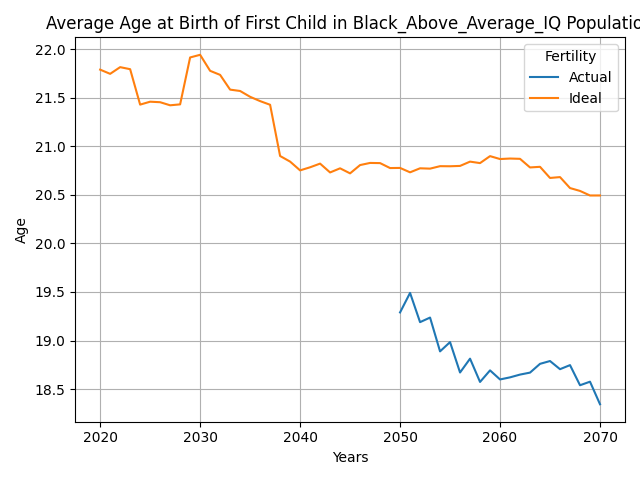 Average Age at Birth of First Child in Black_Above_Average_IQ Populatio
Fertility
Actual
Ideal
22.0
21.5
21.0
20.5
20.0
19.5
19.0
18.5
Age
2020 2030 2040 2050 2060 2070
Years